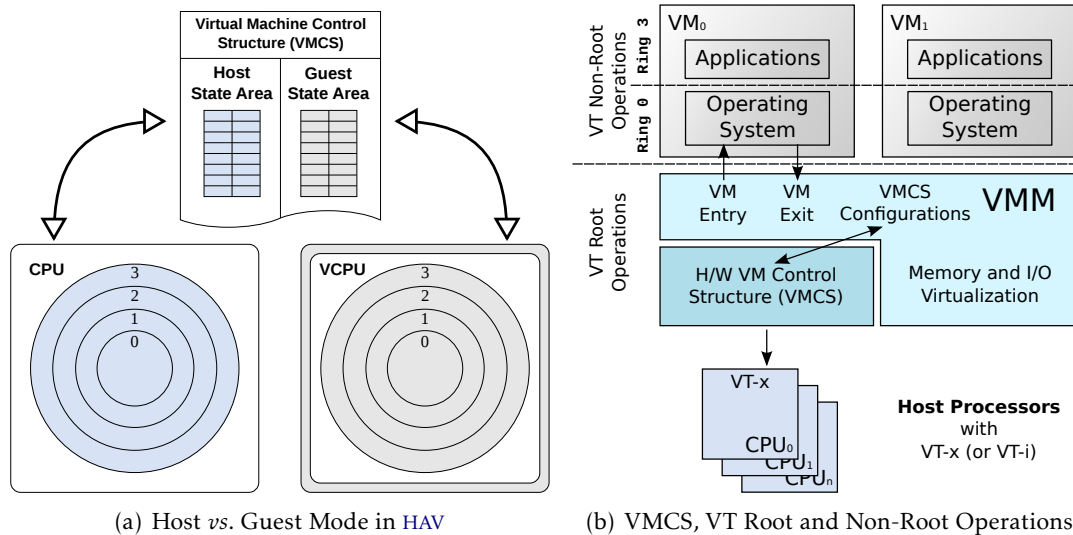 Virtual Machine Control
Structure (VMCS)
Host
State Area
Guest
State Area
CPU
3
2
1
0
VCPU
3
2
1
0
(a) Host vs. Guest Mode in HAV
VT Non-Root
Operations
Ring 3
Ring 0
VM0
Applications
Operating
System
VM1
Applications
Operating
System
VT Root
Operations
VM
Entry
VM
Exit
VMCS
Configurations
VMM
H/W VM Control
Structure (VMCS)
Memory and I/O
Virtualization
VT-x
CPU0
CPU1
CPUn
Host Processors
with
VT-x (or VT-i)
(b) VMCS, VT Root and Non-Root Operations